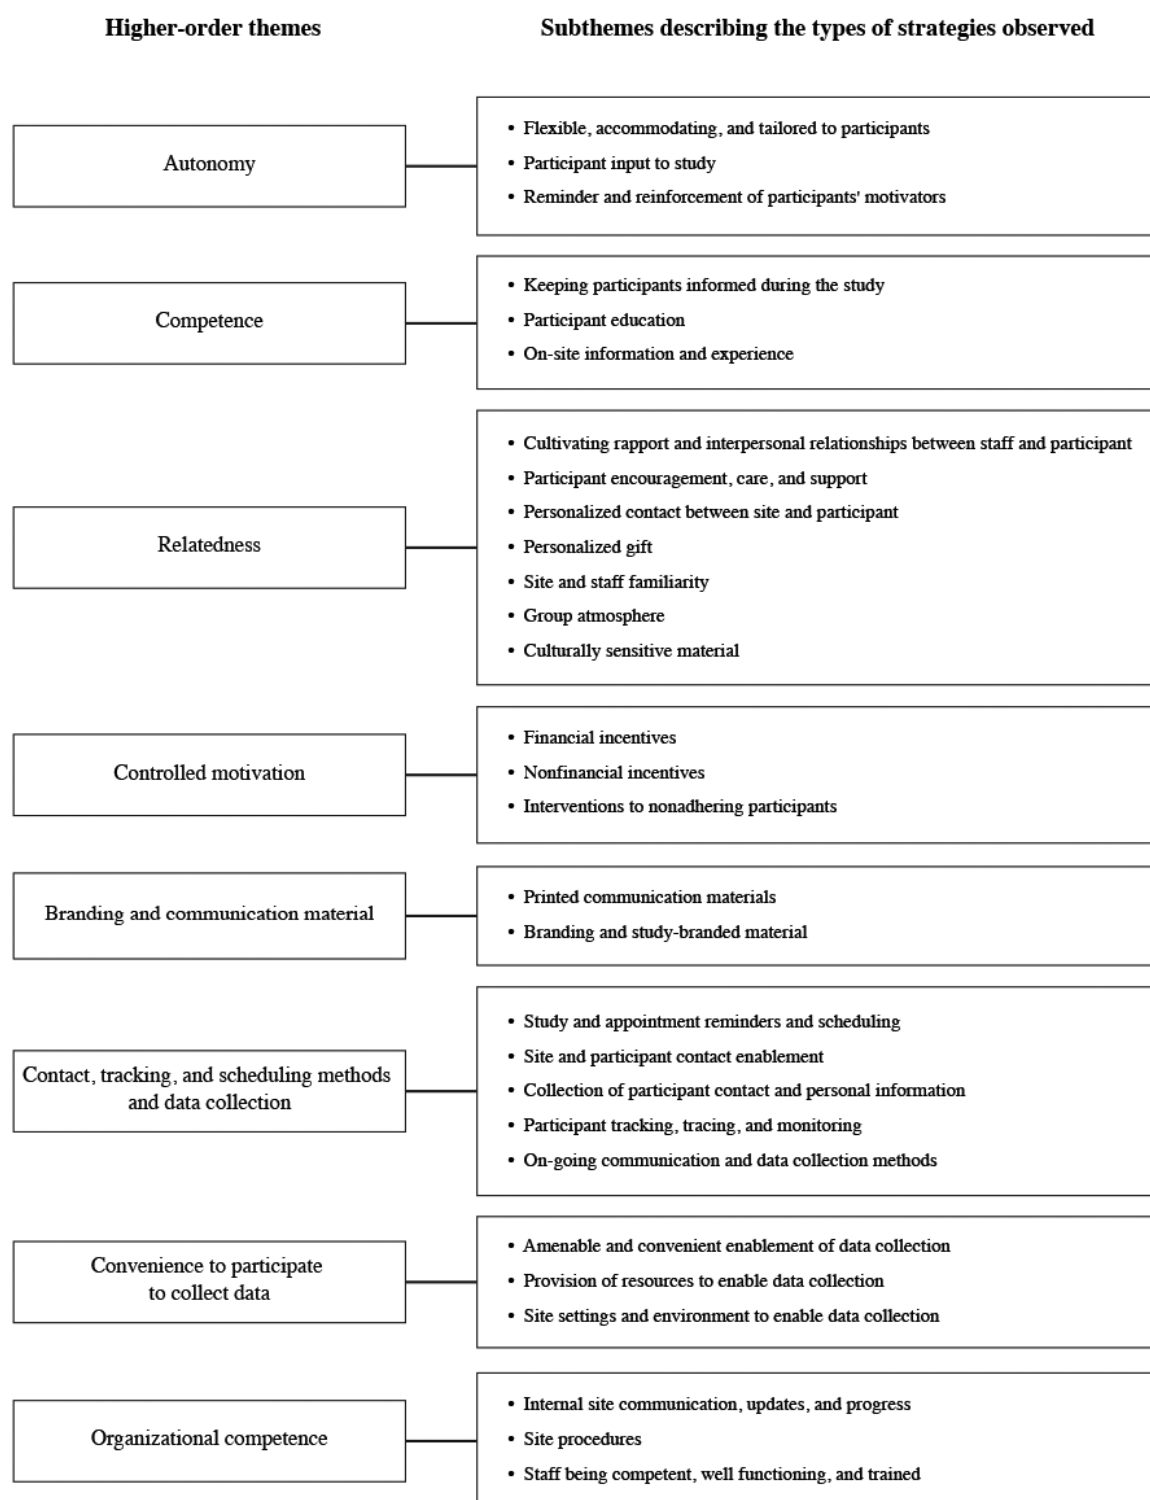 Higher-order themes
Subthemes describing the types of strategies observed
Autonomy
• Flexible, accommodating, and tailored to participants
• Participant input to study
• Reminder and reinforcement of participants' motivators
Competence
• Keeping participants informed during the study
• Participant education
• On-site information and experience
Relatedness
• Cultivating rapport and interpersonal relationships between staff and participant
• Participant encouragement, care, and support
• Personalized contact between site and participant
• Personalized gift
• Site and staff familiarity
• Group atmosphere
• Culturally sensitive material
Controlled motivation
• Financial incentives
• Nonfinancial incentives
• Interventions to nonadhering participants
Branding and communication material
• Printed communication materials
• Branding and study-branded material
Contact, tracking, and scheduling methods
and data collection
• Study and appointment reminders and scheduling
• Site and participant contact enablement
• Collection of participant contact and personal information
• Participant tracking, tracing, and monitoring
• On-going communication and data collection methods
Convenience to participate
to collect data
• Amenable and convenient enablement of data collection
• Provision of resources to enable data collection
• Site settings and environment to enable data collection
Organizational competence
• Internal site communication, updates, and progress
• Site procedures
• Staff being competent, well functioning, and trained